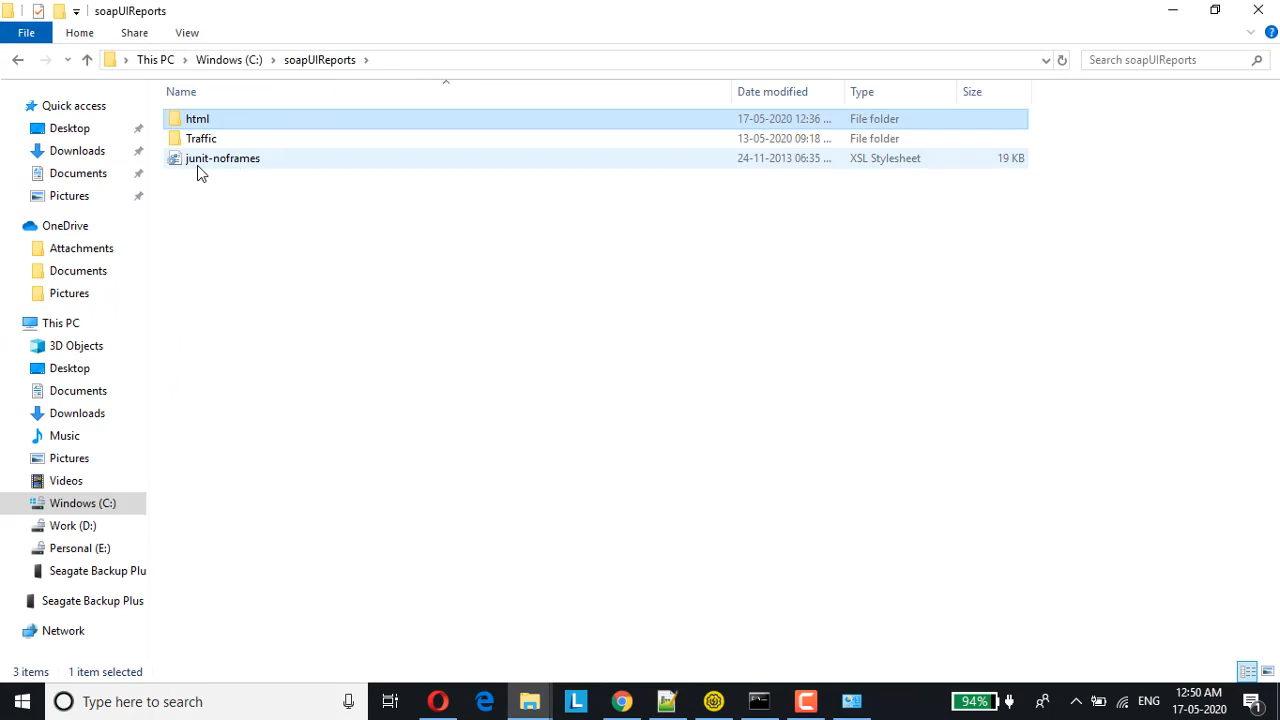 soapUIReports
File Home Share View
This PC Windows (C:) soapUIReports Search soapUIReports
Name Date modified Type Size
html 17-05-2020 12:36 ... File folder
Traffic 13-05-2020 09:18 ... File folder
junit-noframes 24-11-2013 06:35 ... XSL Stylesheet 19 KB
Quick access
Desktop
Downloads
Documents
Pictures
OneDrive
Attachments
Documents
Pictures
This PC
3D Objects
Desktop
Documents
Downloads
Music
Pictures
Videos
Windows (C:)
Work (D:)
Personal (E:)
Seagate Backup Plu
Seagate Backup Plus
Network
3 items 1 item selected
Type here to search
L
94%
ENG
12:50 AM
17-05-2020
1